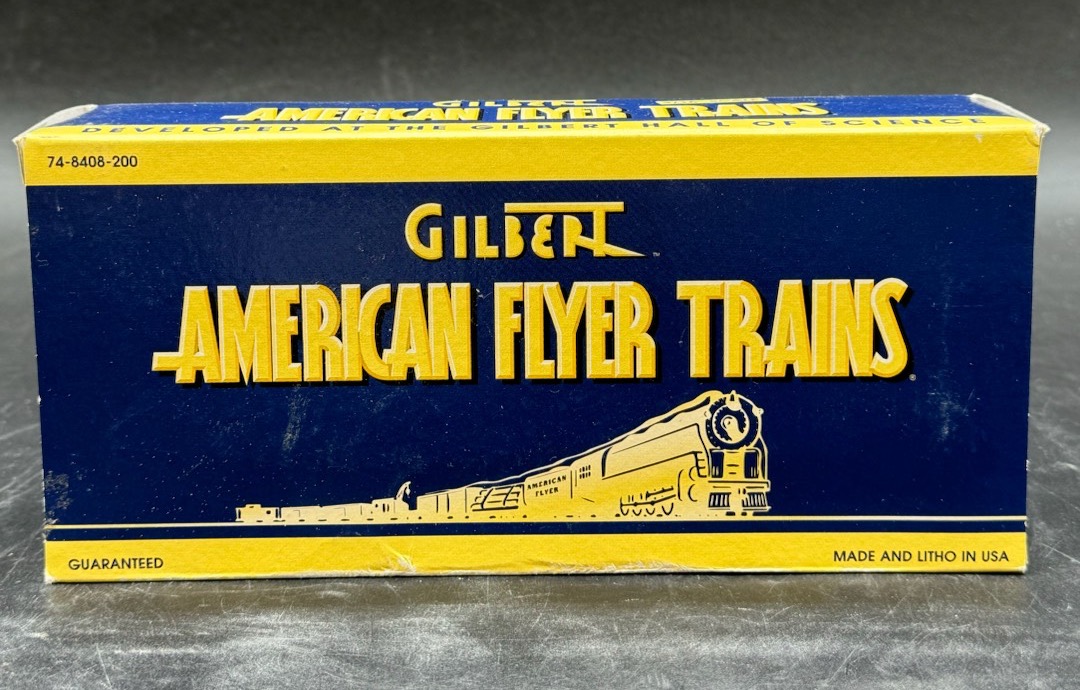 GILBERT
AMERICAN FLYER TRAINS
DEVELOPED AT THE GILBERT HALL OF SCIENCE
74-8408-200
GILBERT™
AMERICAN FLYER TRAINS®
AMERICAN
FLYER
GUARANTEED
MADE AND LITHO IN USA